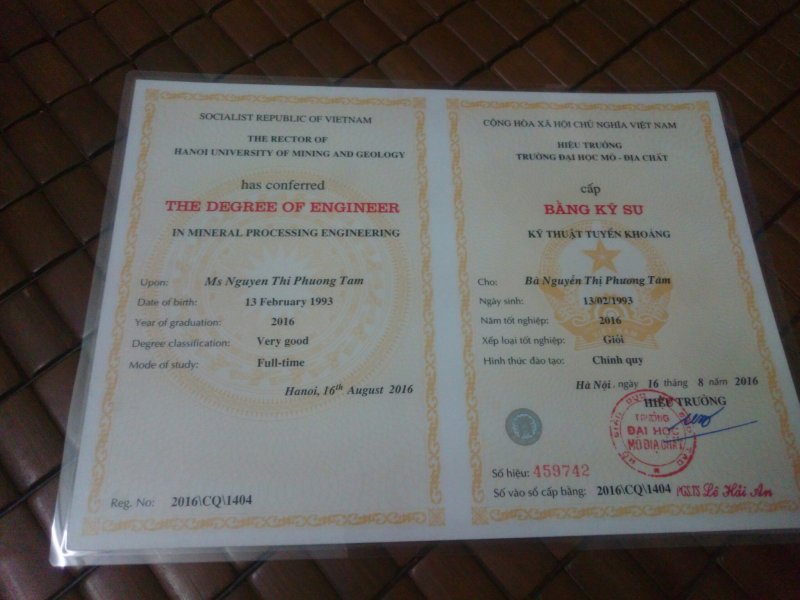 SOCIALIST REPUBLIC OF VIETNAM
THE RECTOR OF
HANOI UNIVERSITY OF MINING AND GEOLOGY
has conferred
THE DEGREE OF ENGINEER
IN MINERAL PROCESSING ENGINEERING
Upon: Ms Nguyen Thi Phuong Tam
Date of birth: 13 February 1993
Year of graduation: 2016
Degree classification: Very good
Mode of study: Full-time
Hanoi, 16th August 2016
Reg. No: 2016\CQ\1404
CỘNG HÒA XÃ HỘI CHỦ NGHĨA VIỆT NAM
HIỆU TRƯỞNG
TRƯỜNG ĐẠI HỌC MỎ - ĐỊA CHẤT
cấp
BẰNG KỸ SƯ
KỸ THUẬT TUYỂN KHOÁNG
Cho: Bà Nguyễn Thị Phương Tâm
Ngày sinh: 13/02/1993
Năm tốt nghiệp: 2016
Xếp loại tốt nghiệp: Giỏi
Hình thức đào tạo: Chính quy
Hà Nội, ngày 16 tháng 8 năm 2016
HIỆU TRƯỞNG
TRƯỜNG
ĐẠI HỌC
MỎ ĐỊA CHẤT
Số hiệu: 459742
Số vào sổ cấp bằng: 2016\CQ\1404
PGS.TS Lê Hải An